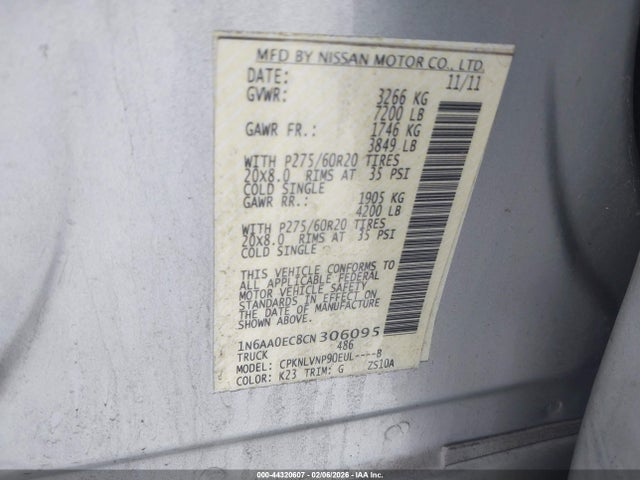 MFD BY NISSAN MOTOR CO., LTD.
DATE: 11/11
GVWR: 3266 KG
7200 LB
GAWR FR.: 1746 KG
3849 LB
WITH P275/60R20 TIRES
20x8.0 RIMS AT 35 PSI
COLD SINGLE
GAWR RR.: 1905 KG
4200 LB
WITH P275/60R20 TIRES
20x8.0 RIMS AT 35 PSI
COLD SINGLE
THIS VEHICLE CONFORMS TO
ALL APPLICABLE FEDERAL
MOTOR VEHICLE SAFETY
STANDARDS IN EFFECT ON
THE DATE OF MANUFACTURE
SHOWN ABOVE.
1N6AA0EC8CN306095
TRUCK 486
MODEL: CPKNLVNP90EUL----B
COLOR: K23 TRIM: G ZS10A
000-44320607 - 02/06/2026 - IAAI.com